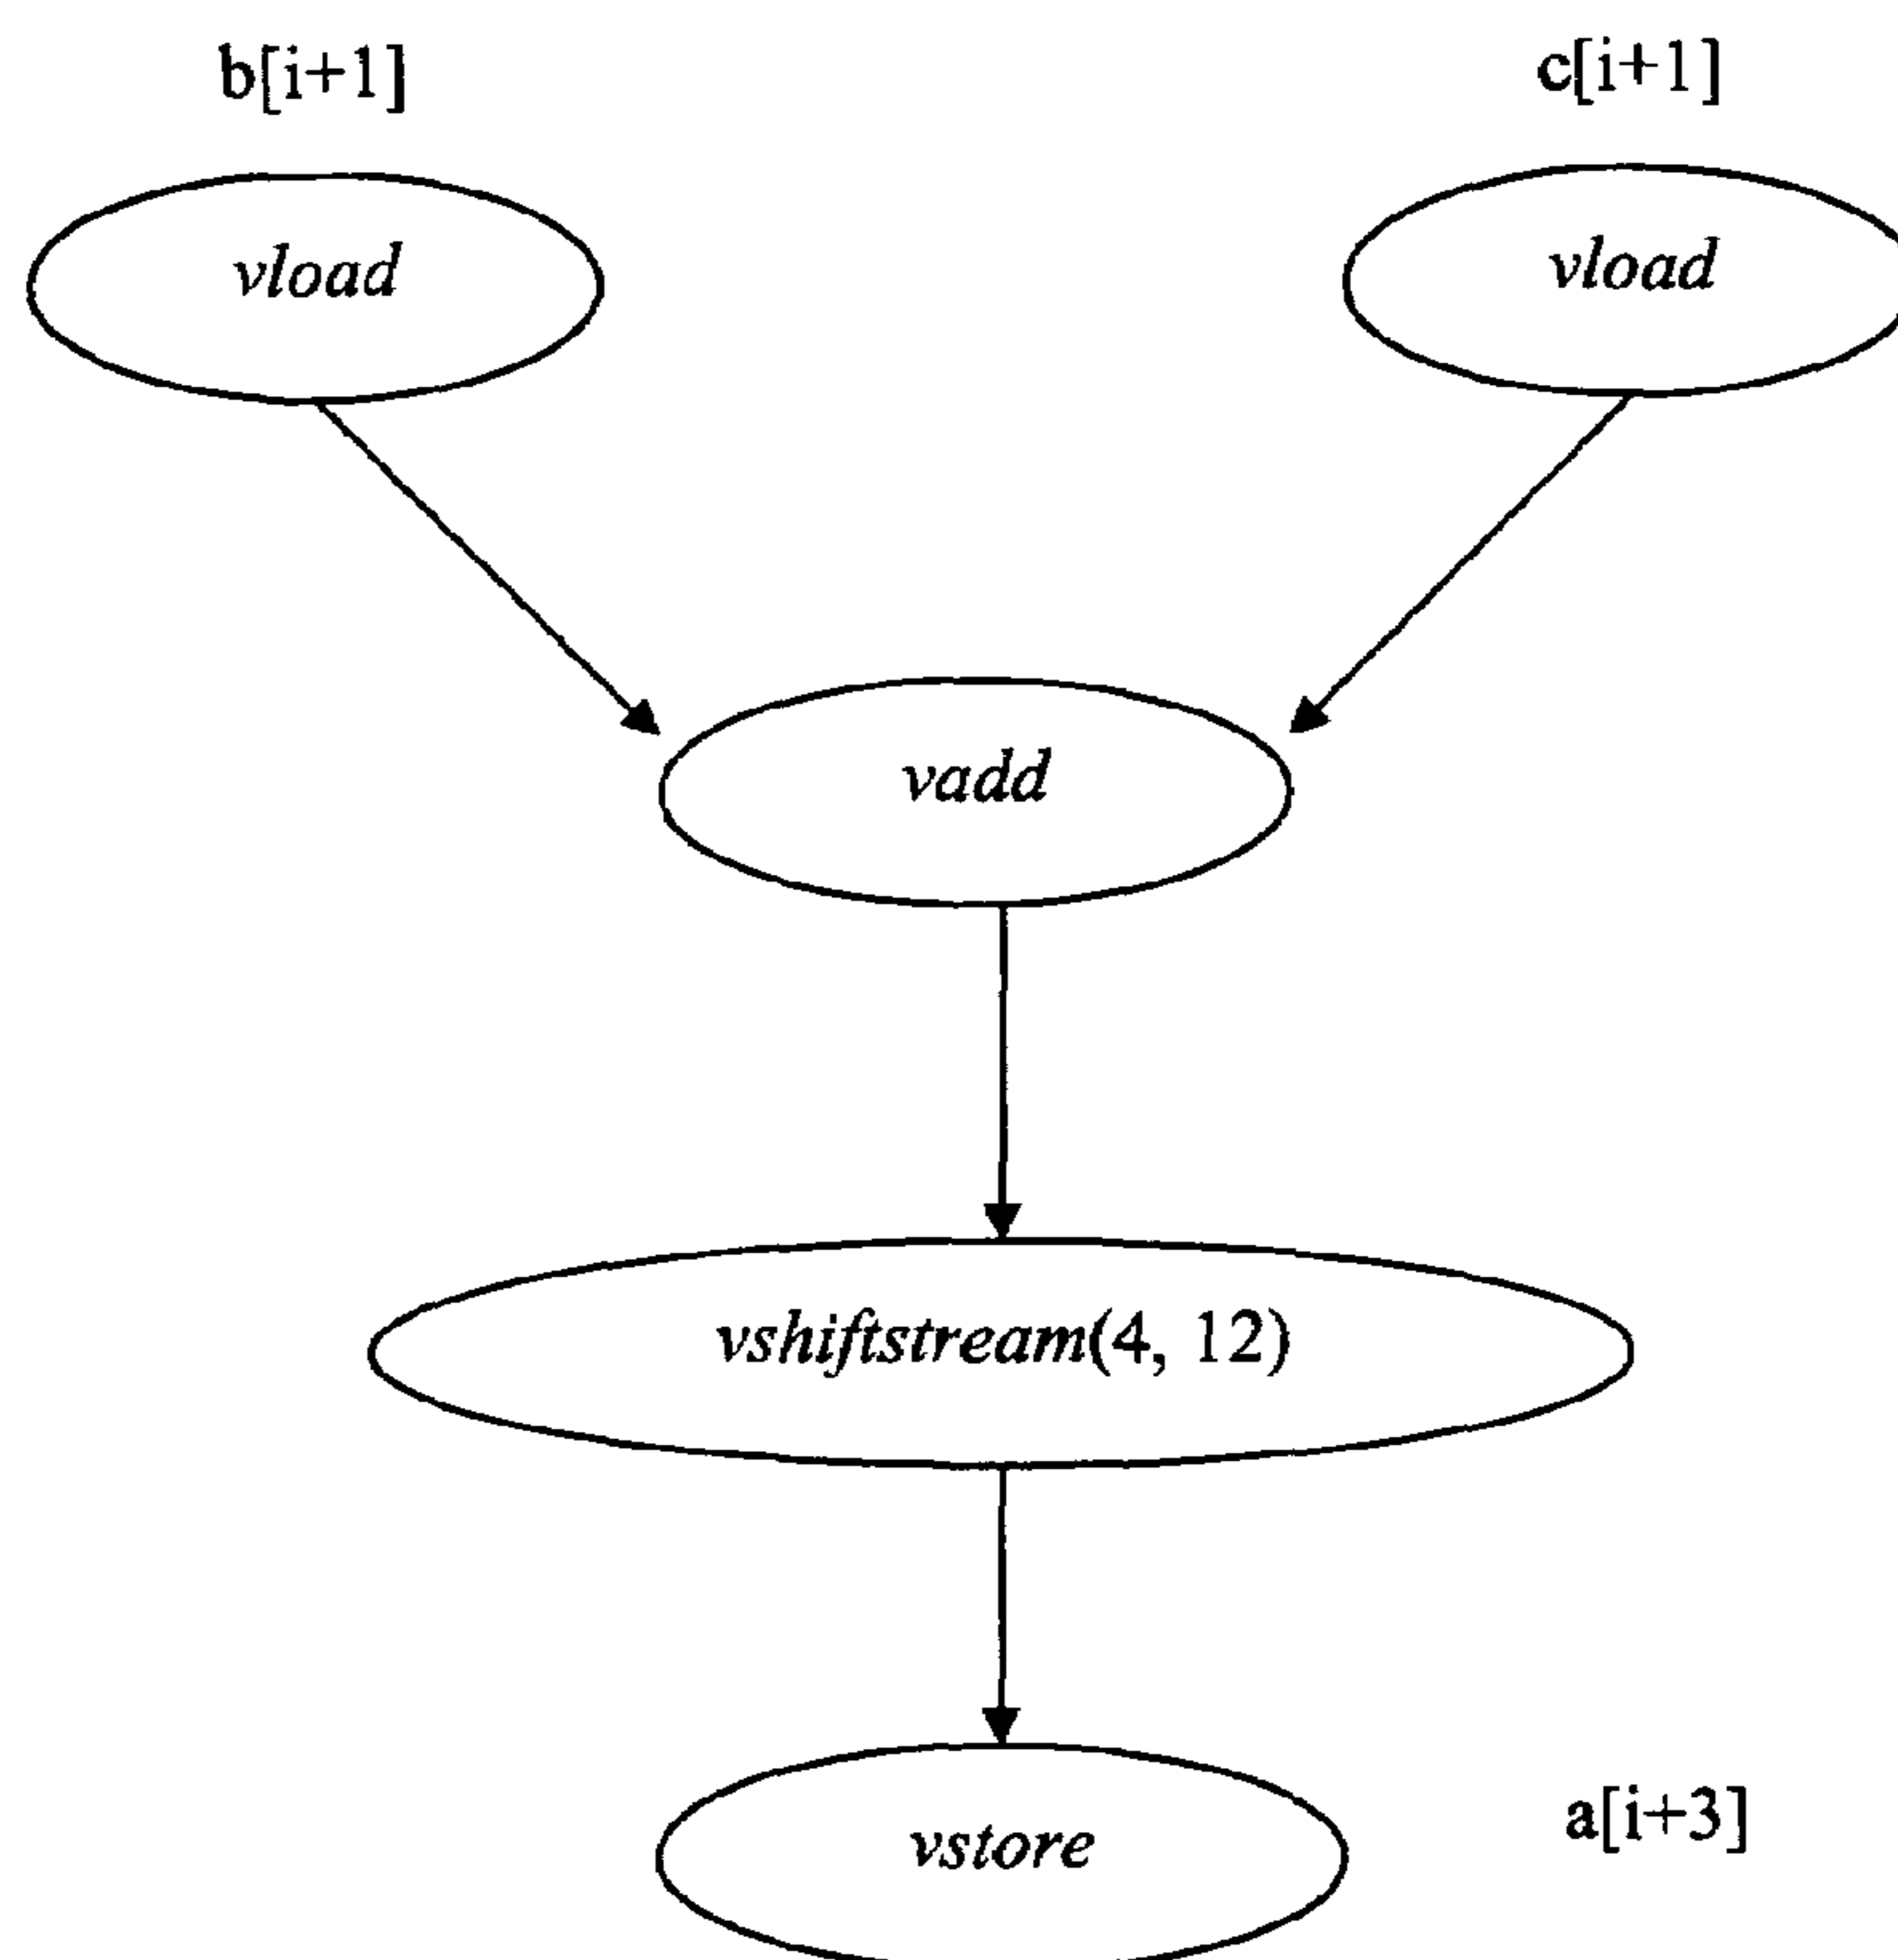 b[i+1]
c[i+1]
vload
vload
vadd
vshiftstream(4, 12)
vstore
a[i+3]